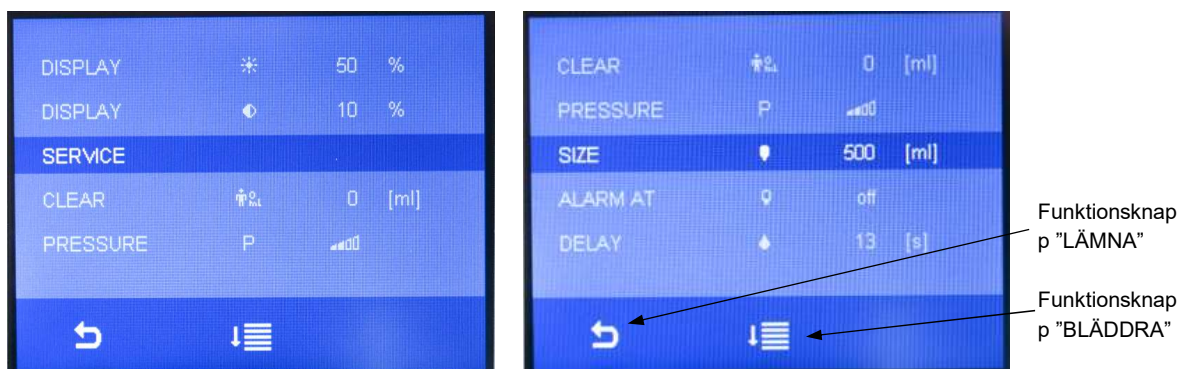 DISPLAY 50 %
DISPLAY 10 %
SERVICE
CLEAR 0 [ml]
PRESSURE P
CLEAR 0 [ml]
PRESSURE P
SIZE 500 [ml]
ALARM AT off
DELAY 13 [s]
Funktionsknap
p ”LÄMNA”
Funktionsknap
p ”BLÄDDRA”